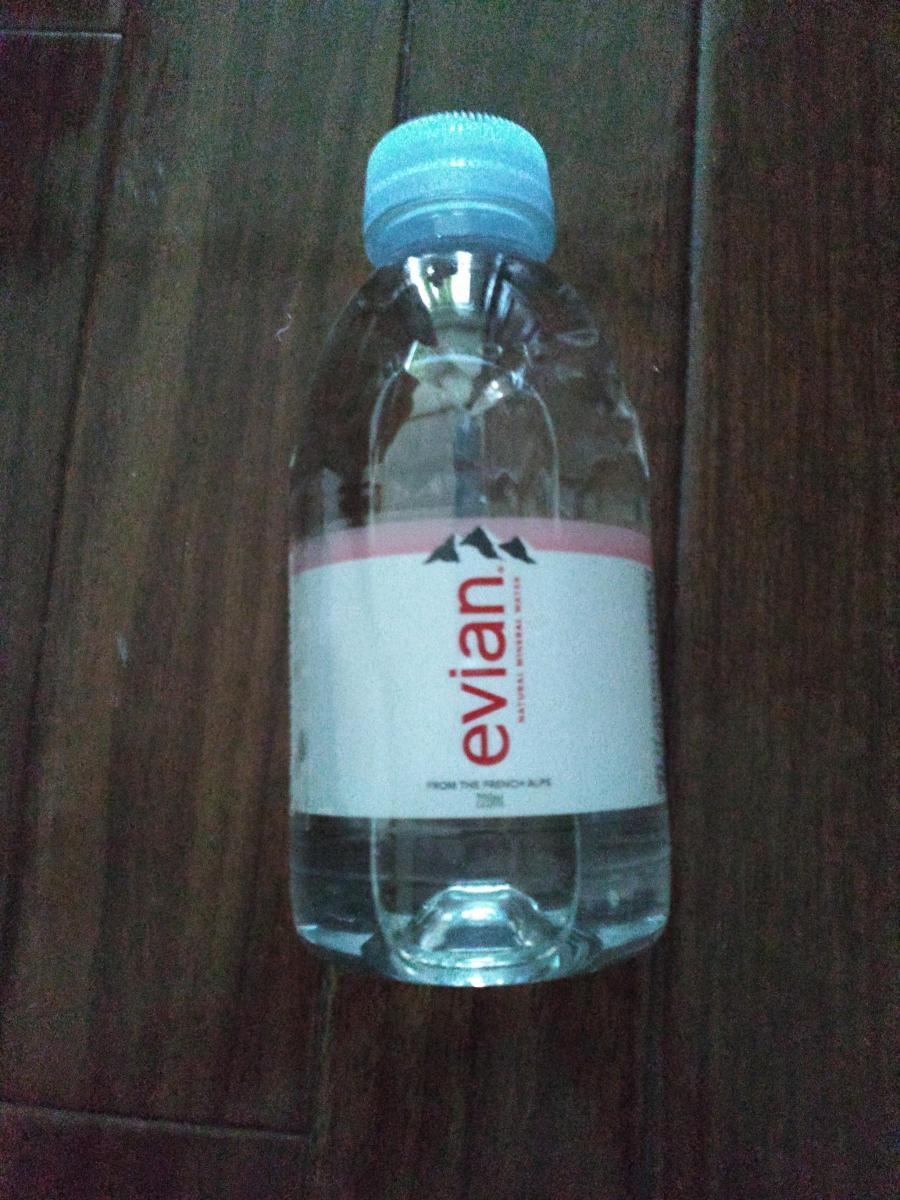 evian.
NATURAL MINERAL WATER
FROM THE FRENCH ALPS